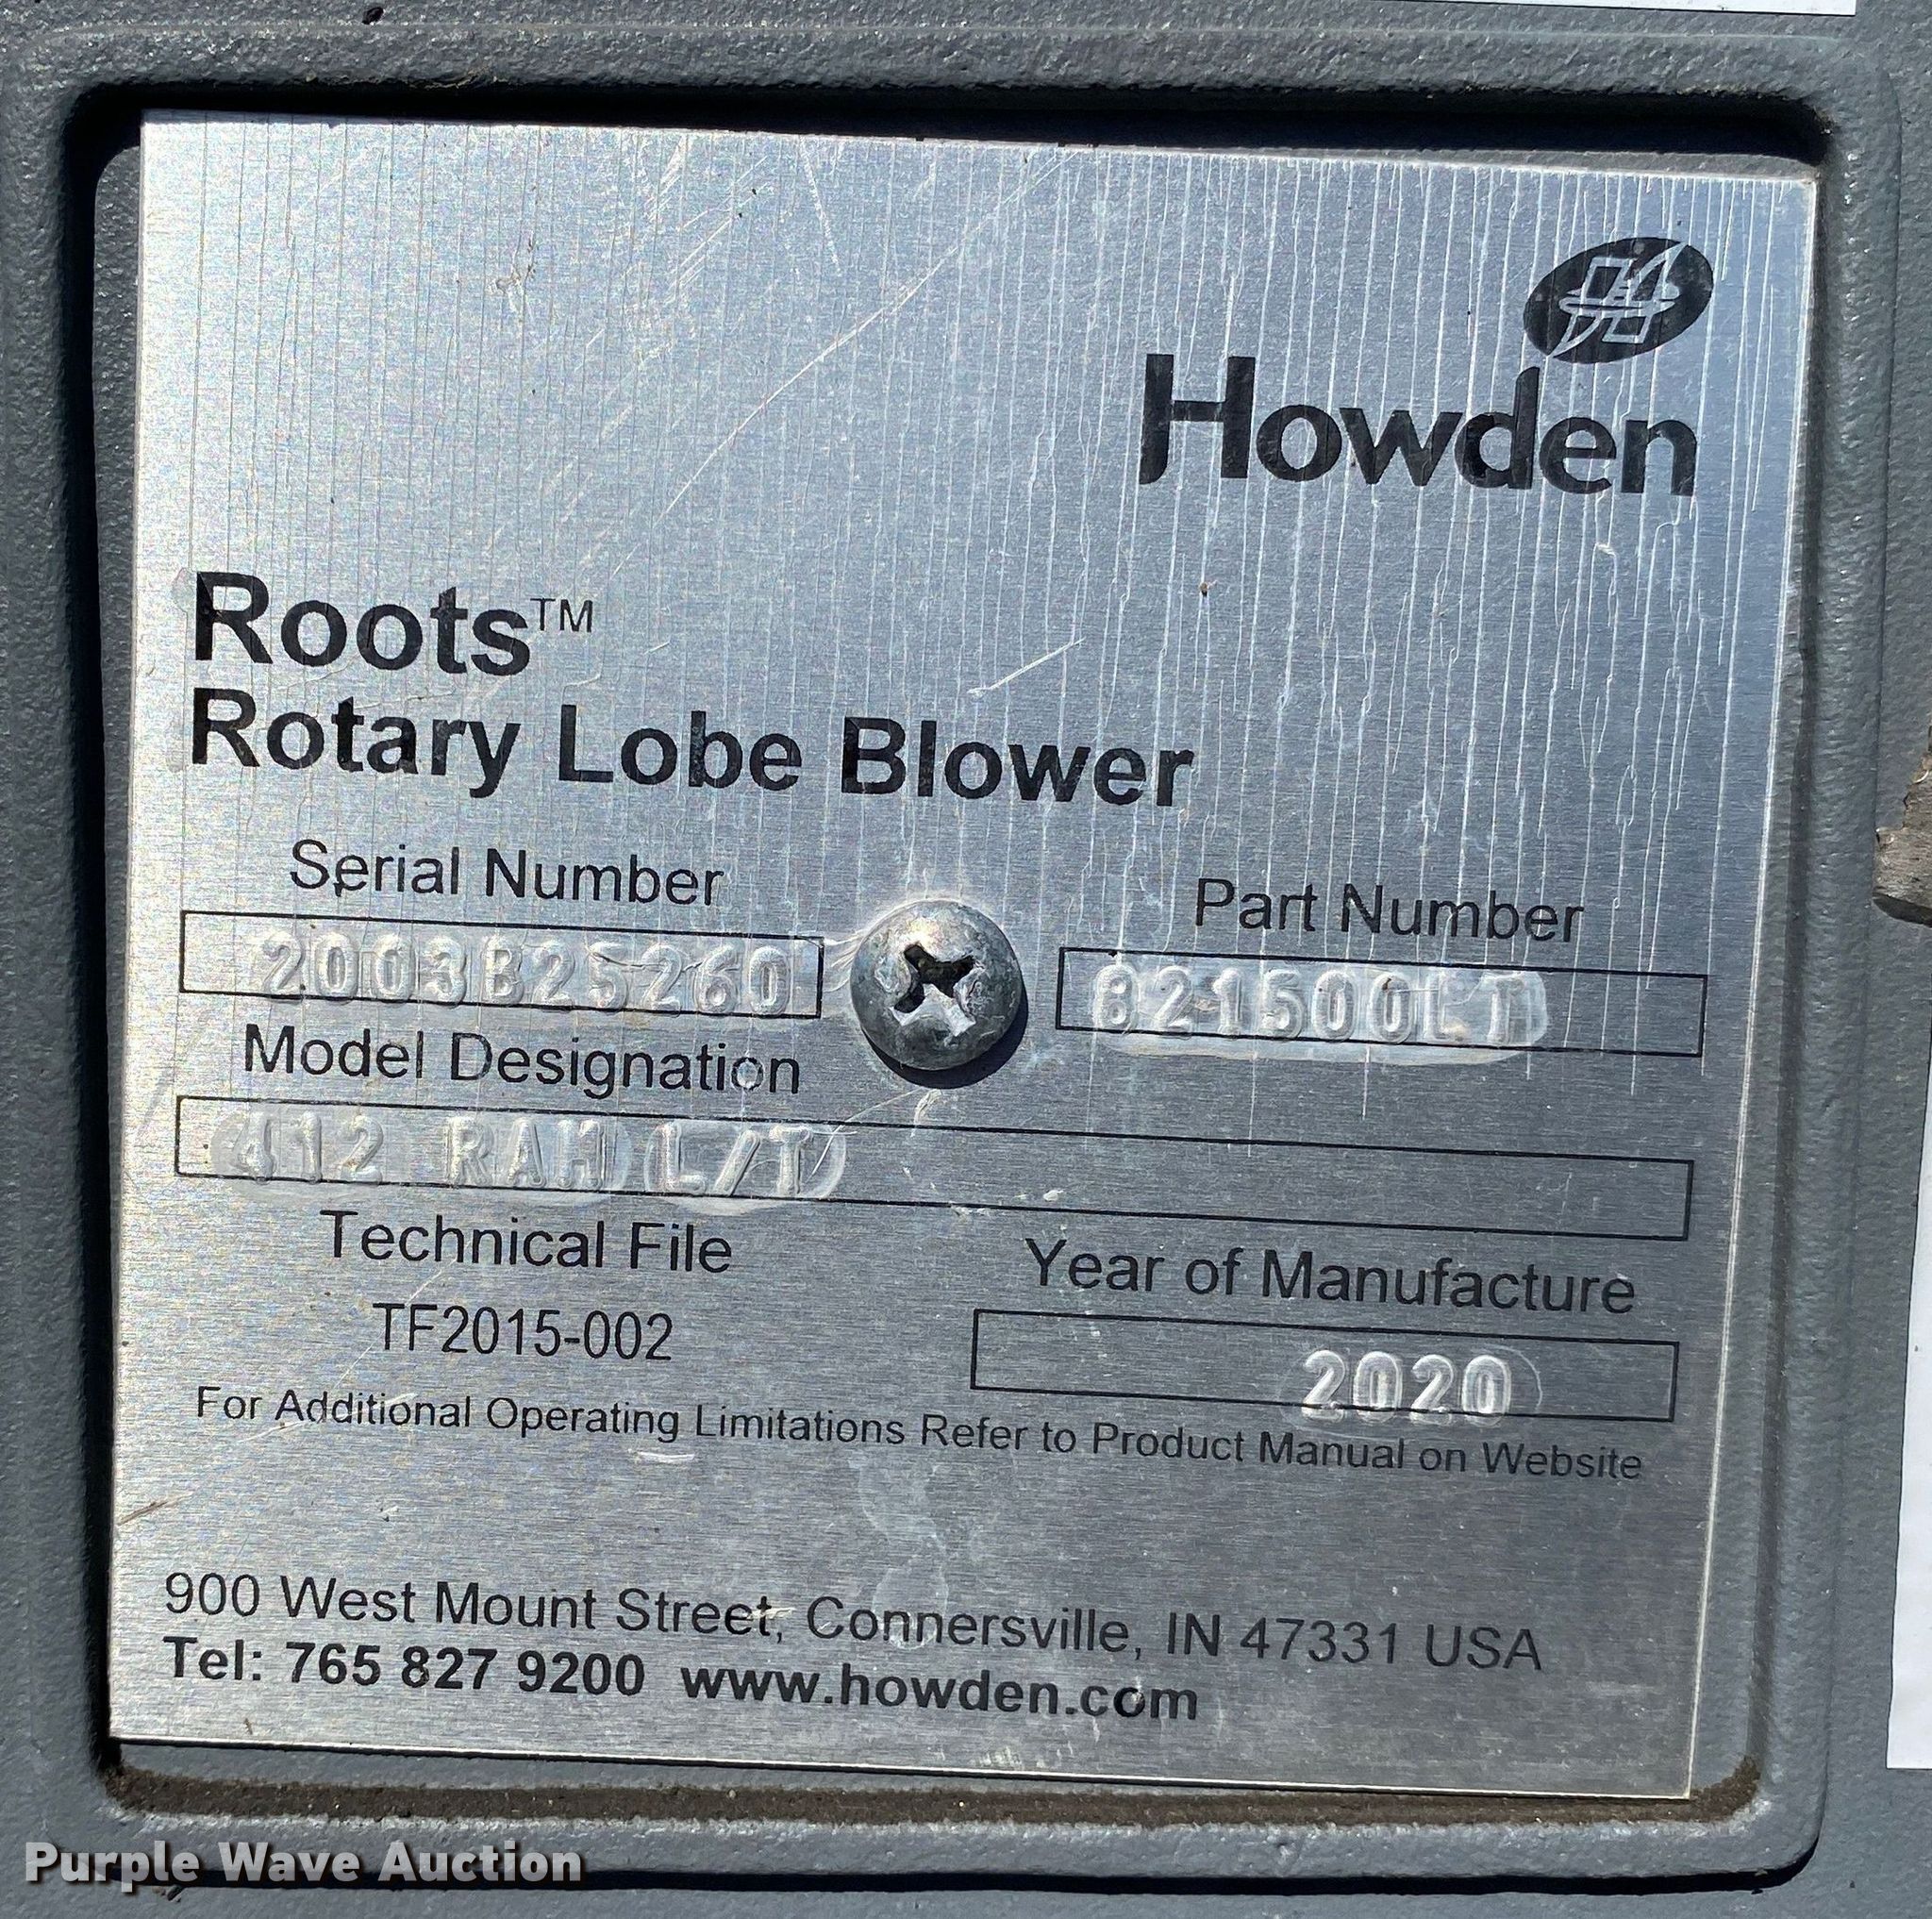 Howden
Roots™
Rotary Lobe Blower
Serial Number
2003B25260
Part Number
821500LT
Model Designation
412 RAM L/T
Technical File
TF2015-002
Year of Manufacture
2020
For Additional Operating Limitations Refer to Product Manual on Website
900 West Mount Street, Connersville, IN 47331 USA
Tel: 765 827 9200 www.howden.com
Purple Wave Auction